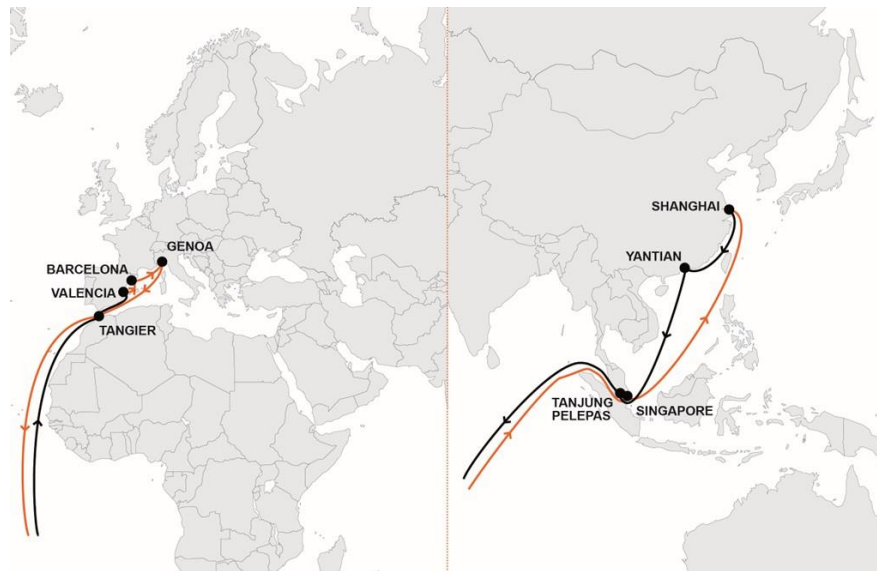 GENOA
BARCELONA
VALENCIA
TANGIER
SHANGHAI
YANTIAN
TANJUNG
PELEPAS
SINGAPORE